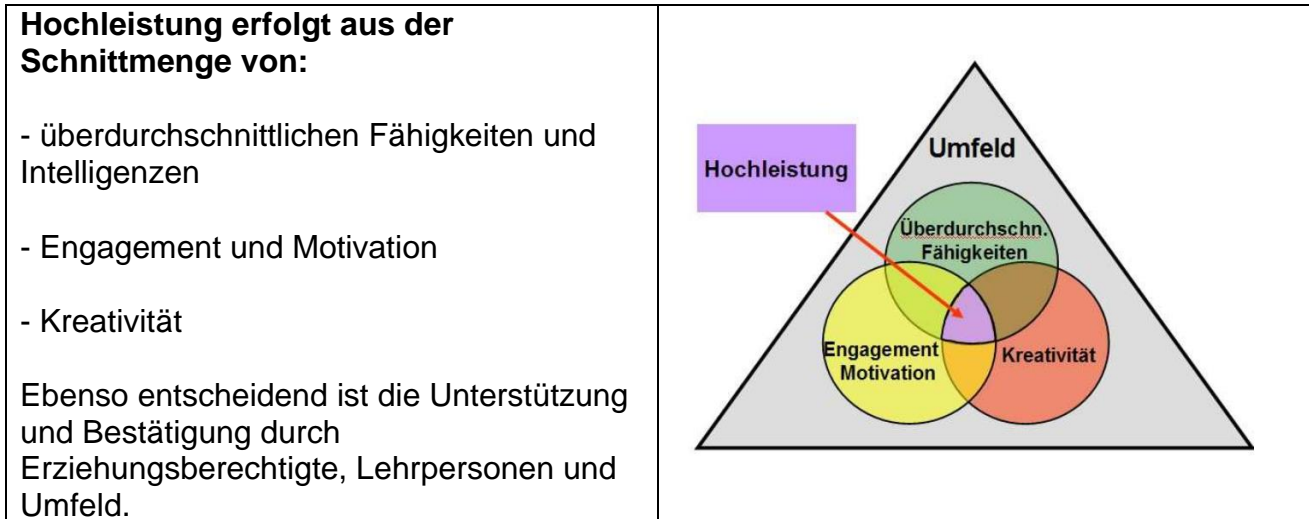 Hochleistung erfolgt aus der
Schnittmenge von:
- überdurchschnittlichen Fähigkeiten und
Intelligenzen
- Engagement und Motivation
- Kreativität
Ebenso entscheidend ist die Unterstützung
und Bestätigung durch
Erziehungsberechtigte, Lehrpersonen und
Umfeld.
Umfeld
Hochleistung
Überdurchschn.
Fähigkeiten
Engagement
Motivation
Kreativität